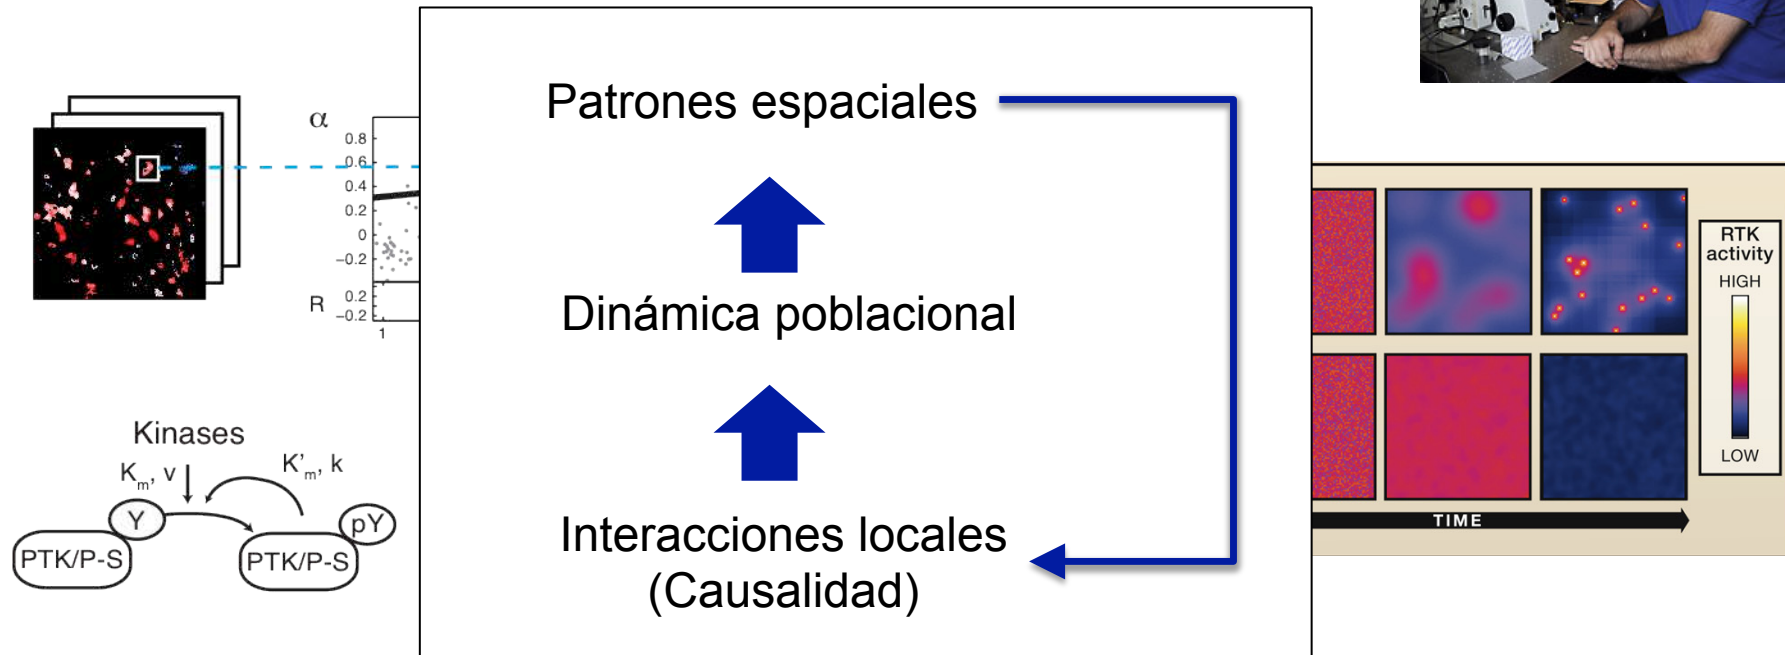 Patrones espaciales
Dinámica poblacional
Interacciones locales
(Causalidad)
α
0.8
0.6
0.4
0.2
0
−0.2
R
0.2
−0.2
1
Kinases
Km, v
K'm, k
Y
pY
PTK/P-S
PTK/P-S
RTK
activity
HIGH
LOW
TIME